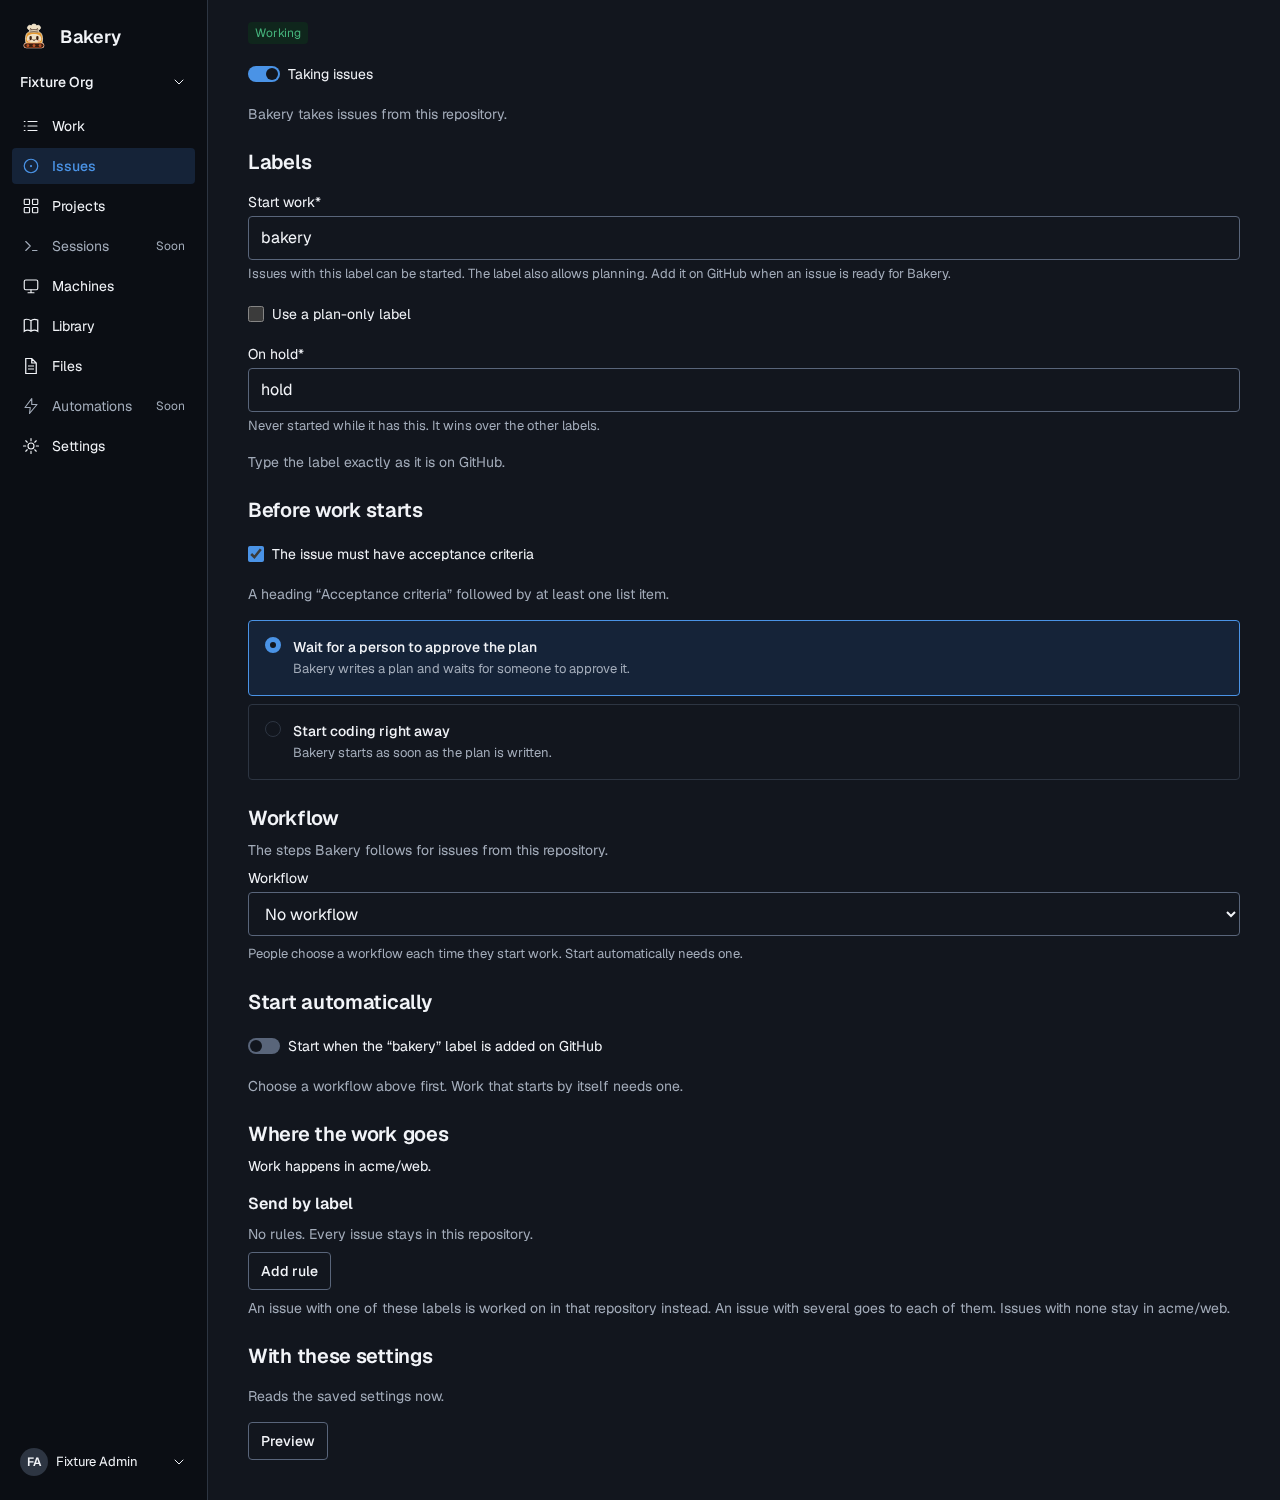 Bakery
Fixture Org
Work
Issues
Projects
Sessions Soon
Machines
Library
Files
Automations Soon
Settings
FA Fixture Admin
Working
Taking issues
Bakery takes issues from this repository.
Labels
Start work*
bakery
Issues with this label can be started. The label also allows planning. Add it on GitHub when an issue is ready for Bakery.
Use a plan-only label
On hold*
hold
Never started while it has this. It wins over the other labels.
Type the label exactly as it is on GitHub.
Before work starts
The issue must have acceptance criteria
A heading “Acceptance criteria” followed by at least one list item.
Wait for a person to approve the plan
Bakery writes a plan and waits for someone to approve it.
Start coding right away
Bakery starts as soon as the plan is written.
Workflow
The steps Bakery follows for issues from this repository.
Workflow
No workflow
People choose a workflow each time they start work. Start automatically needs one.
Start automatically
Start when the “bakery” label is added on GitHub
Choose a workflow above first. Work that starts by itself needs one.
Where the work goes
Work happens in acme/web.
Send by label
No rules. Every issue stays in this repository.
Add rule
An issue with one of these labels is worked on in that repository instead. An issue with several goes to each of them. Issues with none stay in acme/web.
With these settings
Reads the saved settings now.
Preview